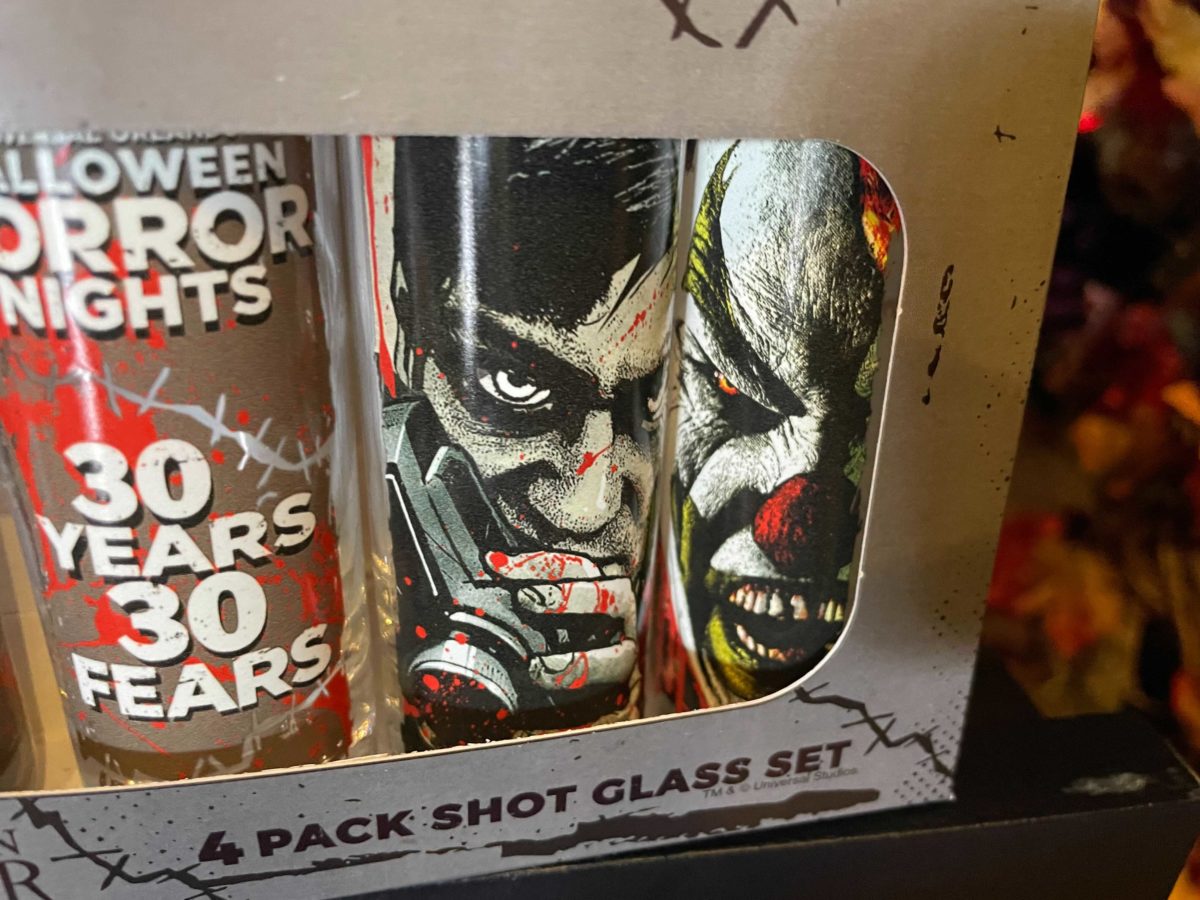 ALLOWEEN
ORROR
NIGHTS
30
YEARS
30
FEARS
4 PACK SHOT GLASS SET
TM & © Universal Studios.
R